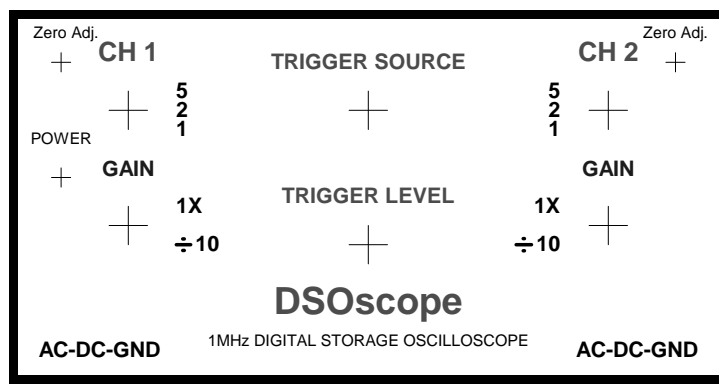 Zero Adj.
CH 1
TRIGGER SOURCE
CH 2
Zero Adj.
5
2
1
5
2
1
POWER
GAIN
GAIN
TRIGGER LEVEL
1X
÷10
1X
÷10
DSOscope
1MHz DIGITAL STORAGE OSCILLOSCOPE
AC-DC-GND
AC-DC-GND